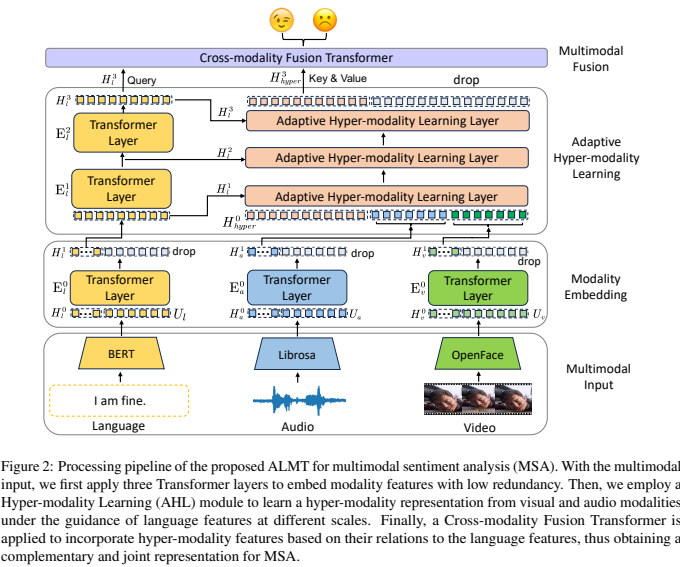 Cross-modality Fusion Transformer
Multimodal
Fusion
H_l^3 Query
H_hyper^3 Key & Value
drop
H_l^3
H_l^3
Adaptive Hyper-modality Learning Layer
E_l^2
Transformer
Layer
H_l^2
Adaptive Hyper-modality Learning Layer
Adaptive
Hyper-modality
Learning
E_l^1
Transformer
Layer
H_l^1
Adaptive Hyper-modality Learning Layer
H_hyper^0
H_l^1
drop
H_a^1
H_v^1
drop
E_l^0
Transformer
Layer
E_a^0
Transformer
Layer
E_v^0
Transformer
Layer
Modality
Embedding
H_l^0
U_l
H_a^0
U_a
H_v^0
U_v
BERT
Librosa
OpenFace
Multimodal
Input
I am fine.
Language
Audio
Video
Figure 2: Processing pipeline of the proposed ALMT for multimodal sentiment analysis (MSA). With the multimodal
input, we first apply three Transformer layers to embed modality features with low redundancy. Then, we employ a
Hyper-modality Learning (AHL) module to learn a hyper-modality representation from visual and audio modalities
under the guidance of language features at different scales. Finally, a Cross-modality Fusion Transformer is
applied to incorporate hyper-modality features based on their relations to the language features, thus obtaining a
complementary and joint representation for MSA.